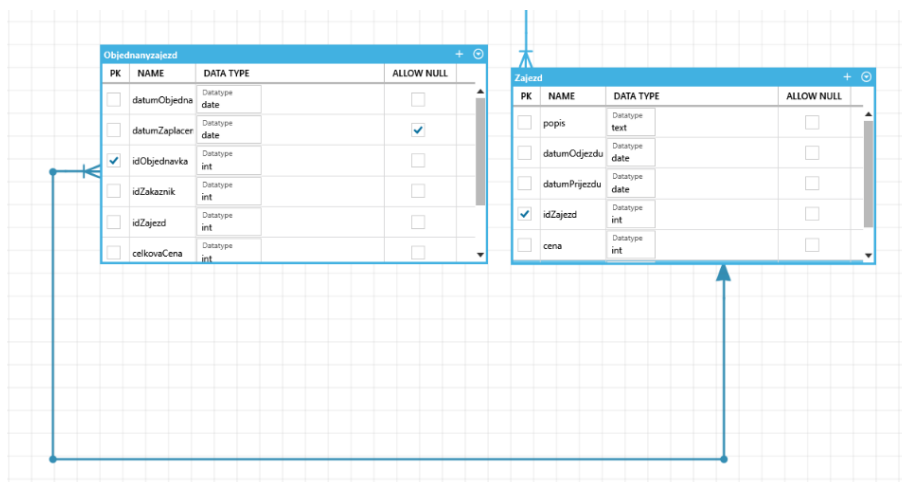 Objednanyzajezd
PK NAME DATA TYPE ALLOW NULL
datumObjedna Datatype date
datumZaplacer Datatype date
idObjednavka Datatype int
idZakaznik Datatype int
idZajezd Datatype int
celkovaCena Datatype int
Zajezd
PK NAME DATA TYPE ALLOW NULL
popis Datatype text
datumOdjezdu Datatype date
datumPrijezdu Datatype date
idZajezd Datatype int
cena Datatype int